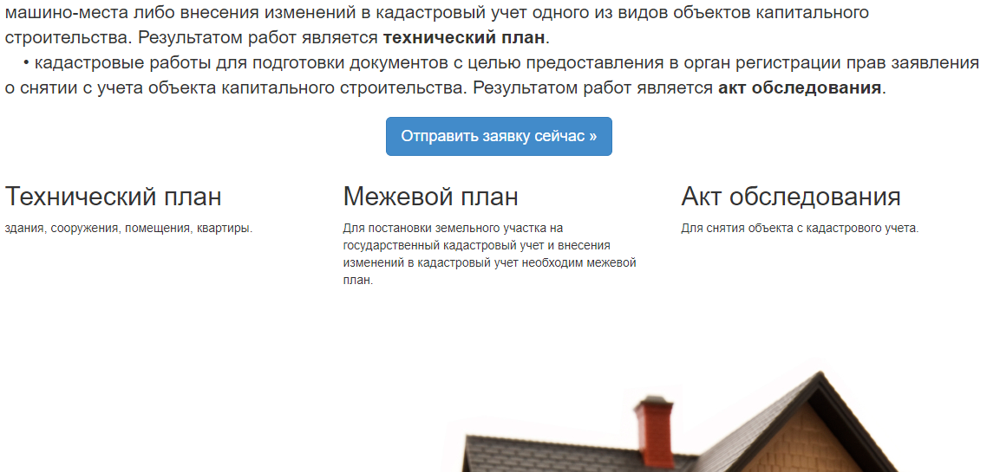 машино-места либо внесения изменений в кадастровый учет одного из видов объектов капитального
строительства. Результатом работ является технический план.
• кадастровые работы для подготовки документов с целью предоставления в орган регистрации прав заявления
о снятии с учета объекта капитального строительства. Результатом работ является акт обследования.
Отправить заявку сейчас »
Технический план
здания, сооружения, помещения, квартиры.
Межевой план
Для постановки земельного участка на
государственный кадастровый учет и внесения
изменений в кадастровый учет необходим межевой
план.
Акт обследования
Для снятия объекта с кадастрового учета.